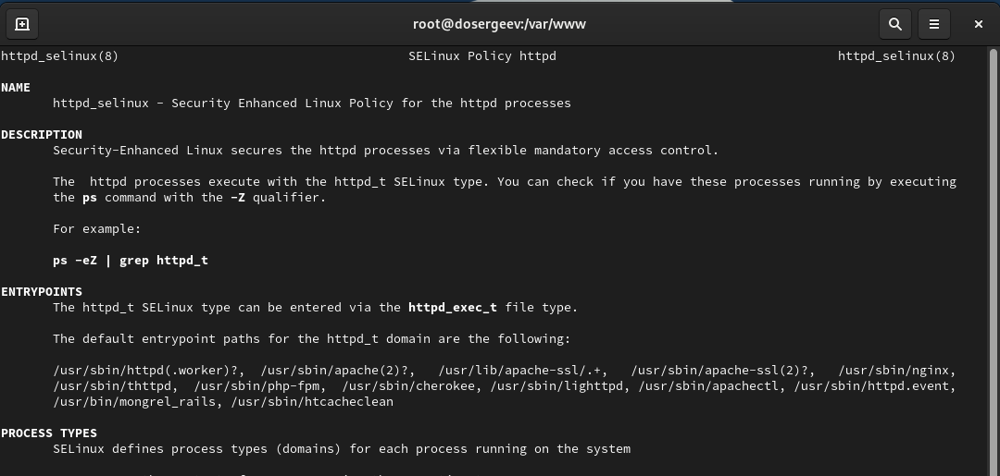 root@dosergeev:/var/www
httpd_selinux(8) SELinux Policy httpd httpd_selinux(8)
NAME
httpd_selinux - Security Enhanced Linux Policy for the httpd processes
DESCRIPTION
Security-Enhanced Linux secures the httpd processes via flexible mandatory access control.
The  httpd processes execute with the httpd_t SELinux type. You can check if you have these processes running by executing
the ps command with the -Z qualifier.
For example:
ps -eZ | grep httpd_t
ENTRYPOINTS
The httpd_t SELinux type can be entered via the httpd_exec_t file type.
The default entrypoint paths for the httpd_t domain are the following:
/usr/sbin/httpd(.worker)?,  /usr/sbin/apache(2)?,   /usr/lib/apache-ssl/.+,   /usr/sbin/apache-ssl(2)?,   /usr/sbin/nginx,
/usr/sbin/thttpd,  /usr/sbin/php-fpm,  /usr/sbin/cherokee, /usr/sbin/lighttpd, /usr/sbin/apachectl, /usr/sbin/httpd.event,
/usr/bin/mongrel_rails, /usr/sbin/htcacheclean
PROCESS TYPES
SELinux defines process types (domains) for each process running on the system